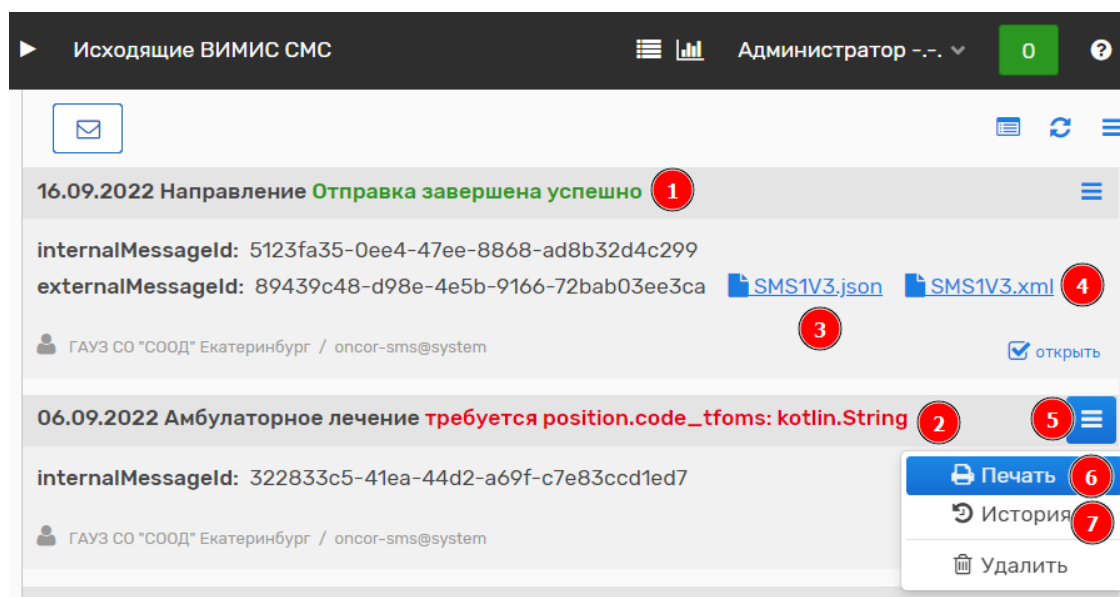 Исходящие ВИМИС СМС Администратор -.-. 0 ?
16.09.2022 Направление Отправка завершена успешно 1
internalMessageId: 5123fa35-0ee4-47ee-8868-ad8b32d4c299
externalMessageId: 89439c48-d98e-4e5b-9166-72bab03ee3ca SMS1V3.json SMS1V3.xml 4
3
ГАУЗ СО "СООД" Екатеринбург / oncor-sms@system открыть
06.09.2022 Амбулаторное лечение требуется position.code_tfoms: kotlin.String 2 5
internalMessageId: 322833c5-41ea-44d2-a69f-c7e83ccd1ed7
Печать 6
История 7
ГАУЗ СО "СООД" Екатеринбург / oncor-sms@system
Удалить